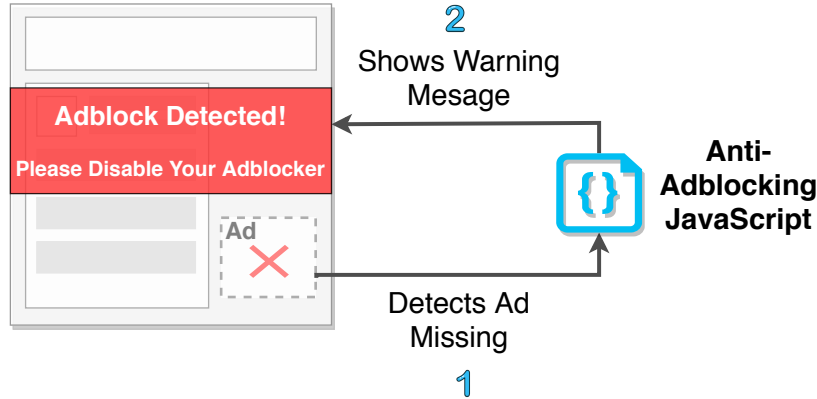 2
Shows Warning
Mesage
Adblock Detected!
Please Disable Your Adblocker
Anti-
Adblocking
JavaScript
{}
Ad
Detects Ad
Missing
1